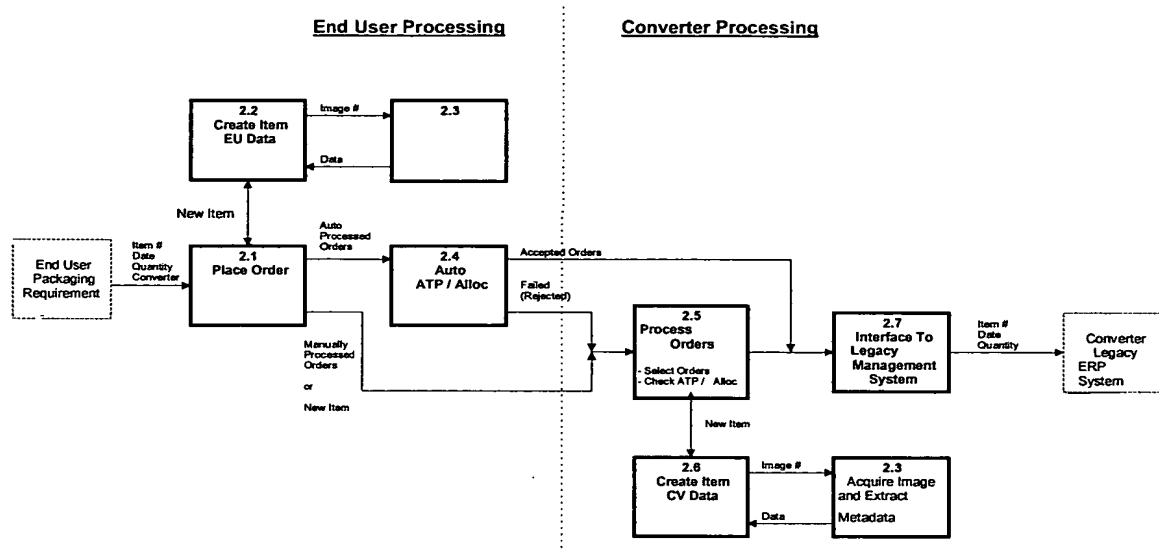 End User Processing
Converter Processing
2.2
Create Item
EU Data
Image #
Data
2.3
New Item
End User
Packaging
Requirement
Item #
Date
Quantity
Converter
2.1
Place Order
Auto
Processed
Orders
2.4
Auto
ATP / Alloc
Accepted Orders
Failed
(Rejected)
Manually
Processed
Orders
or
New Item
2.5
Process
Orders
- Select Orders
- Check ATP / Alloc
2.7
Interface To
Legacy
Management
System
Item #
Date
Quantity
Converter
Legacy
ERP
System
New Item
2.6
Create Item
CV Data
Image #
Data
2.3
Acquire Image
and Extract
Metadata